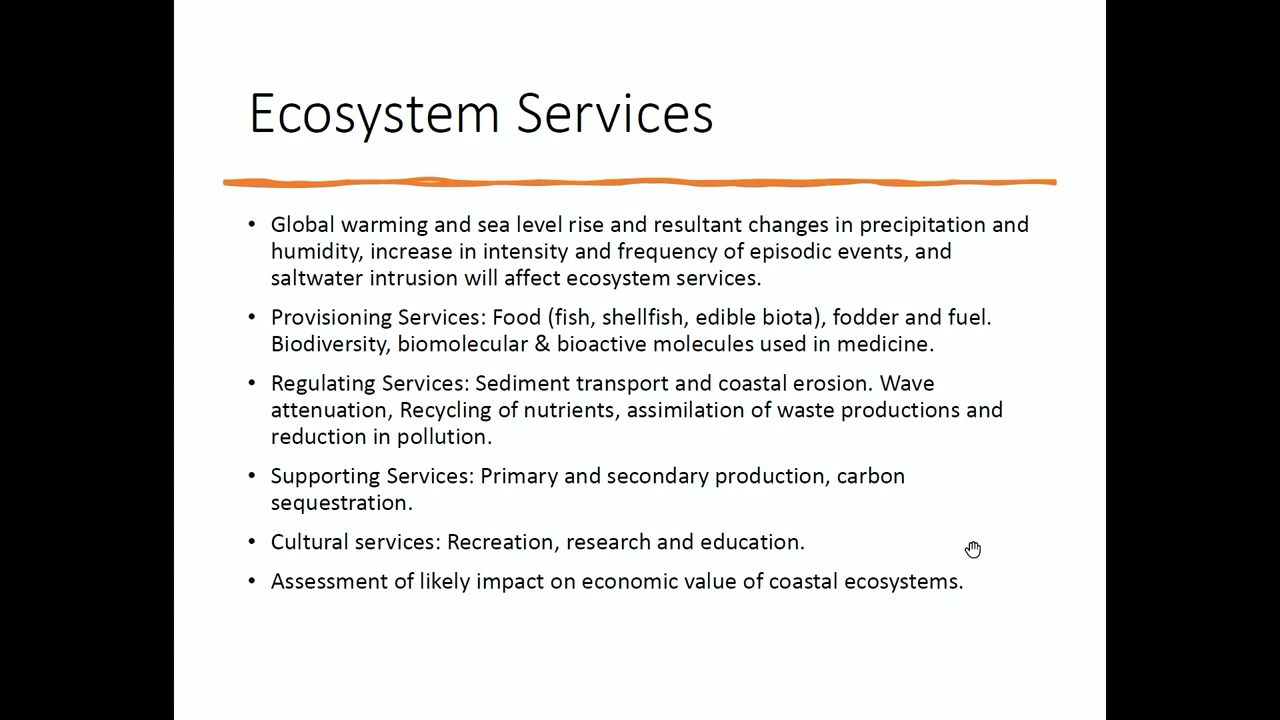 Ecosystem Services
• Global warming and sea level rise and resultant changes in precipitation and
humidity, increase in intensity and frequency of episodic events, and
saltwater intrusion will affect ecosystem services.
• Provisioning Services: Food (fish, shellfish, edible biota), fodder and fuel.
Biodiversity, biomolecular & bioactive molecules used in medicine.
• Regulating Services: Sediment transport and coastal erosion. Wave
attenuation, Recycling of nutrients, assimilation of waste productions and
reduction in pollution.
• Supporting Services: Primary and secondary production, carbon
sequestration.
• Cultural services: Recreation, research and education.
• Assessment of likely impact on economic value of coastal ecosystems.